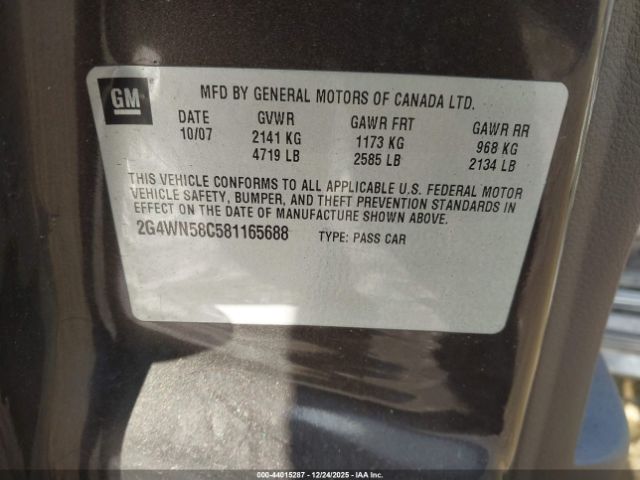 GM
MFD BY GENERAL MOTORS OF CANADA LTD.
DATE GVWR GAWR FRT GAWR RR
10/07 2141 KG 1173 KG 968 KG
4719 LB 2585 LB 2134 LB
THIS VEHICLE CONFORMS TO ALL APPLICABLE U.S. FEDERAL MOTOR
VEHICLE SAFETY, BUMPER, AND THEFT PREVENTION STANDARDS IN
EFFECT ON THE DATE OF MANUFACTURE SHOWN ABOVE.
2G4WN58C581165688 TYPE: PASS CAR
000-44015287 - 12/24/2025 - IAAI.COM